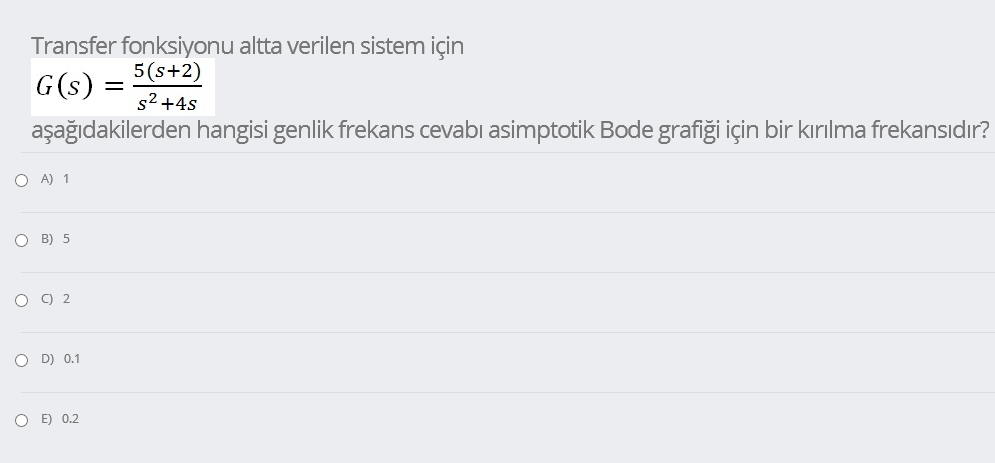 Transfer fonksiyonu altta verilen sistem için
G(s) = 5(s+2) / s²+4s
aşağıdakilerden hangisi genlik frekans cevabı asimptotik Bode grafiği için bir kırılma frekansıdır?
A) 1
B) 5
C) 2
D) 0.1
E) 0.2